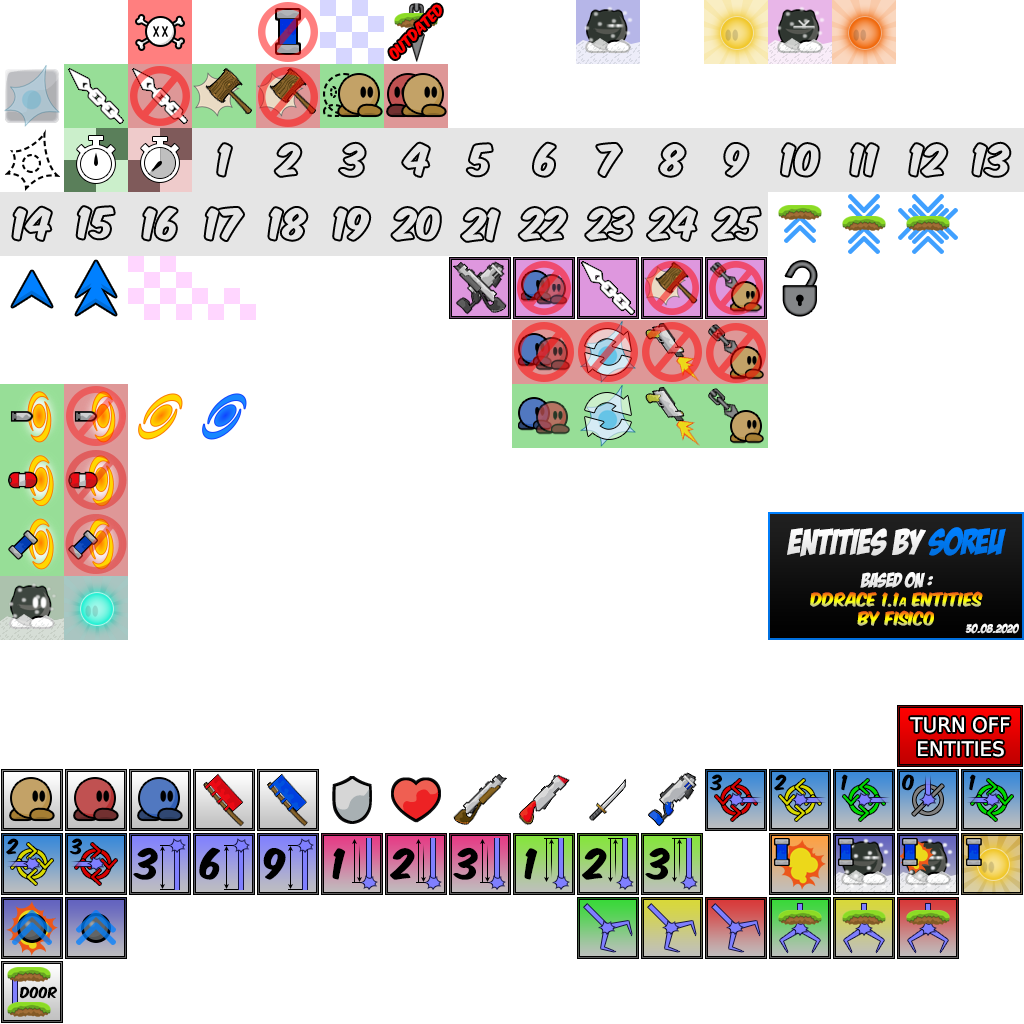 OUTDATED
1 2 3 4 5 6 7 8 9 10 11 12 13
14 15 16 17 18 19 20 21 22 23 24 25
ENTITIES BY SOREU
BASED ON :
DDRACE 1.1A ENTITIES
BY FISICO
30.08.2020
TURN OFF
ENTITIES
3 2 1 0 1
2 3 3 6 9 1 2 3 1 2 3
DOOR